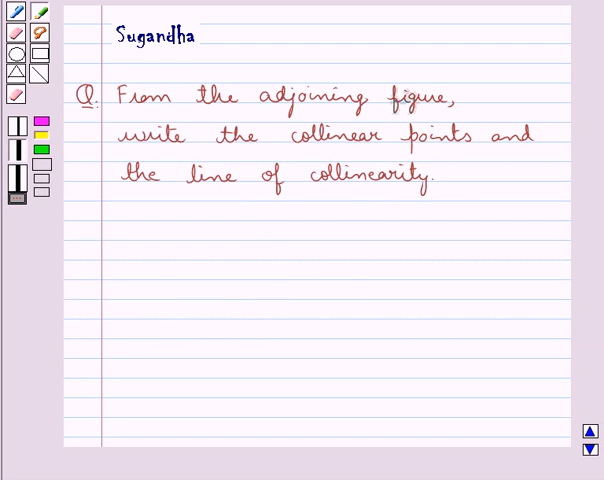 Sugandha
Q. From the adjoining figure,
write the collinear points and
the line of collinearity.